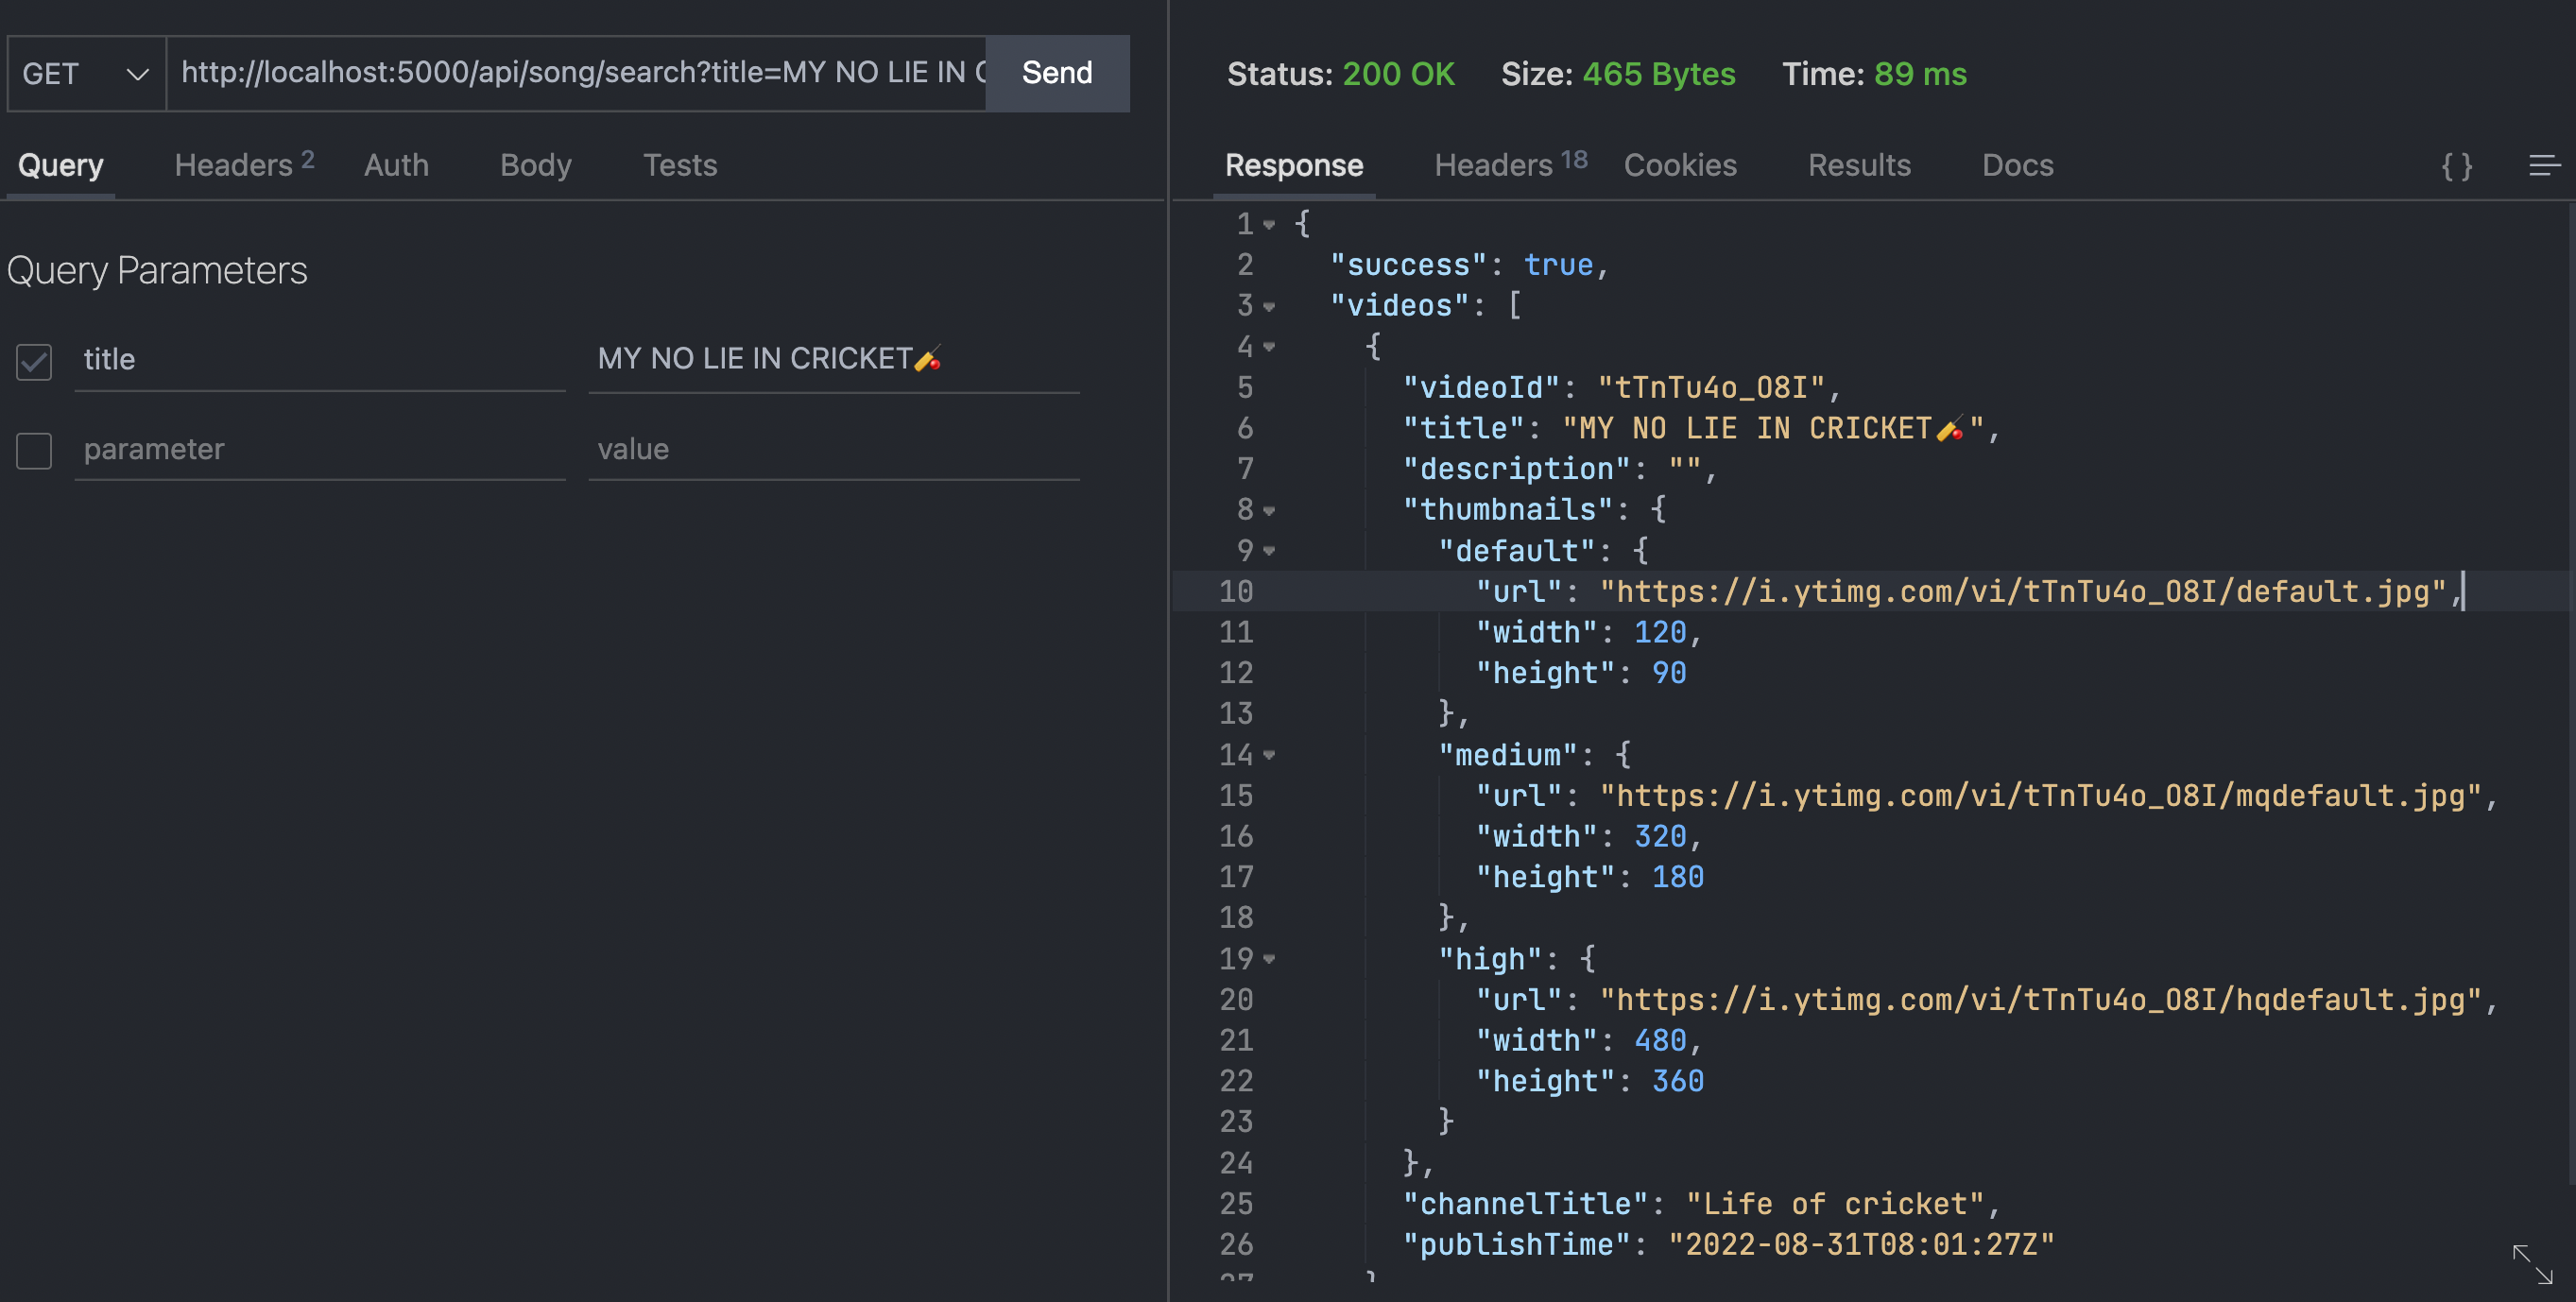 GET http://localhost:5000/api/song/search?title=MY NO LIE IN Send
Query Headers 2 Auth Body Tests
Query Parameters
title MY NO LIE IN CRICKET🏏
parameter value
Status: 200 OK Size: 465 Bytes Time: 89 ms
Response Headers 18 Cookies Results Docs {}
1 {
2 "success": true,
3 "videos": [
4 {
5 "videoId": "tTnTu4o_O8I",
6 "title": "MY NO LIE IN CRICKET🏏",
7 "description": "",
8 "thumbnails": {
9 "default": {
10 "url": "https://i.ytimg.com/vi/tTnTu4o_O8I/default.jpg",
11 "width": 120,
12 "height": 90
13 },
14 "medium": {
15 "url": "https://i.ytimg.com/vi/tTnTu4o_O8I/mqdefault.jpg",
16 "width": 320,
17 "height": 180
18 },
19 "high": {
20 "url": "https://i.ytimg.com/vi/tTnTu4o_O8I/hqdefault.jpg",
21 "width": 480,
22 "height": 360
23 }
24 },
25 "channelTitle": "Life of cricket",
26 "publishTime": "2022-08-31T08:01:27Z"